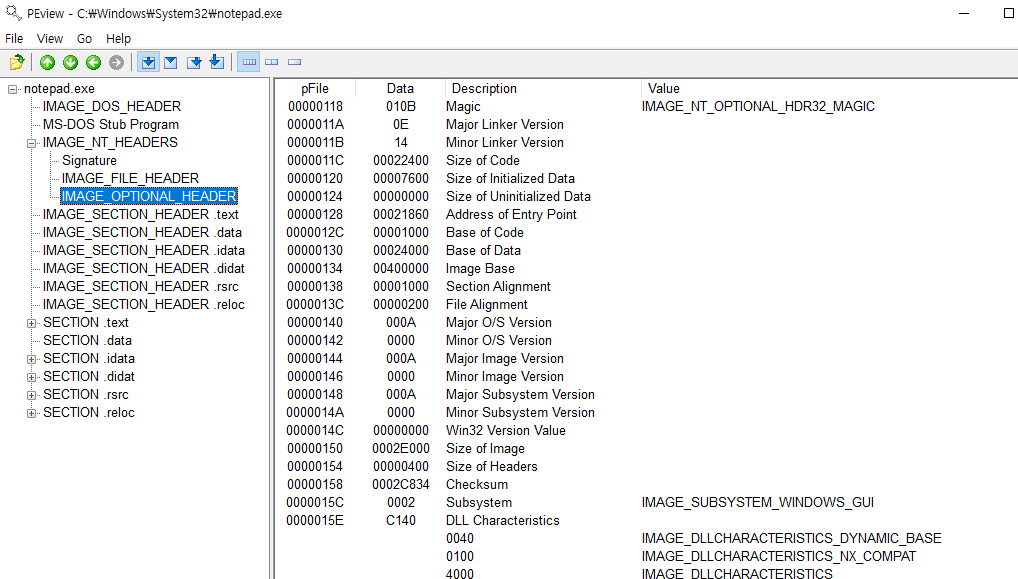 PEview - C:₩Windows₩System32₩notepad.exe
File View Go Help
notepad.exe
IMAGE_DOS_HEADER
MS-DOS Stub Program
IMAGE_NT_HEADERS
Signature
IMAGE_FILE_HEADER
IMAGE_OPTIONAL_HEADER
IMAGE_SECTION_HEADER .text
IMAGE_SECTION_HEADER .data
IMAGE_SECTION_HEADER .idata
IMAGE_SECTION_HEADER .didat
IMAGE_SECTION_HEADER .rsrc
IMAGE_SECTION_HEADER .reloc
SECTION .text
SECTION .data
SECTION .idata
SECTION .didat
SECTION .rsrc
SECTION .reloc
pFile Data Description Value
00000118 010B Magic IMAGE_NT_OPTIONAL_HDR32_MAGIC
0000011A 0E Major Linker Version
0000011B 14 Minor Linker Version
0000011C 00022400 Size of Code
00000120 00007600 Size of Initialized Data
00000124 00000000 Size of Uninitialized Data
00000128 00021860 Address of Entry Point
0000012C 00001000 Base of Code
00000130 00024000 Base of Data
00000134 00400000 Image Base
00000138 00001000 Section Alignment
0000013C 00000200 File Alignment
00000140 000A Major O/S Version
00000142 0000 Minor O/S Version
00000144 000A Major Image Version
00000146 0000 Minor Image Version
00000148 000A Major Subsystem Version
0000014A 0000 Minor Subsystem Version
0000014C 00000000 Win32 Version Value
00000150 0002E000 Size of Image
00000154 00000400 Size of Headers
00000158 0002C834 Checksum
0000015C 0002 Subsystem IMAGE_SUBSYSTEM_WINDOWS_GUI
0000015E C140 DLL Characteristics
0040 IMAGE_DLLCHARACTERISTICS_DYNAMIC_BASE
0100 IMAGE_DLLCHARACTERISTICS_NX_COMPAT
4000 IMAGE_DLLCHARACTERISTICS